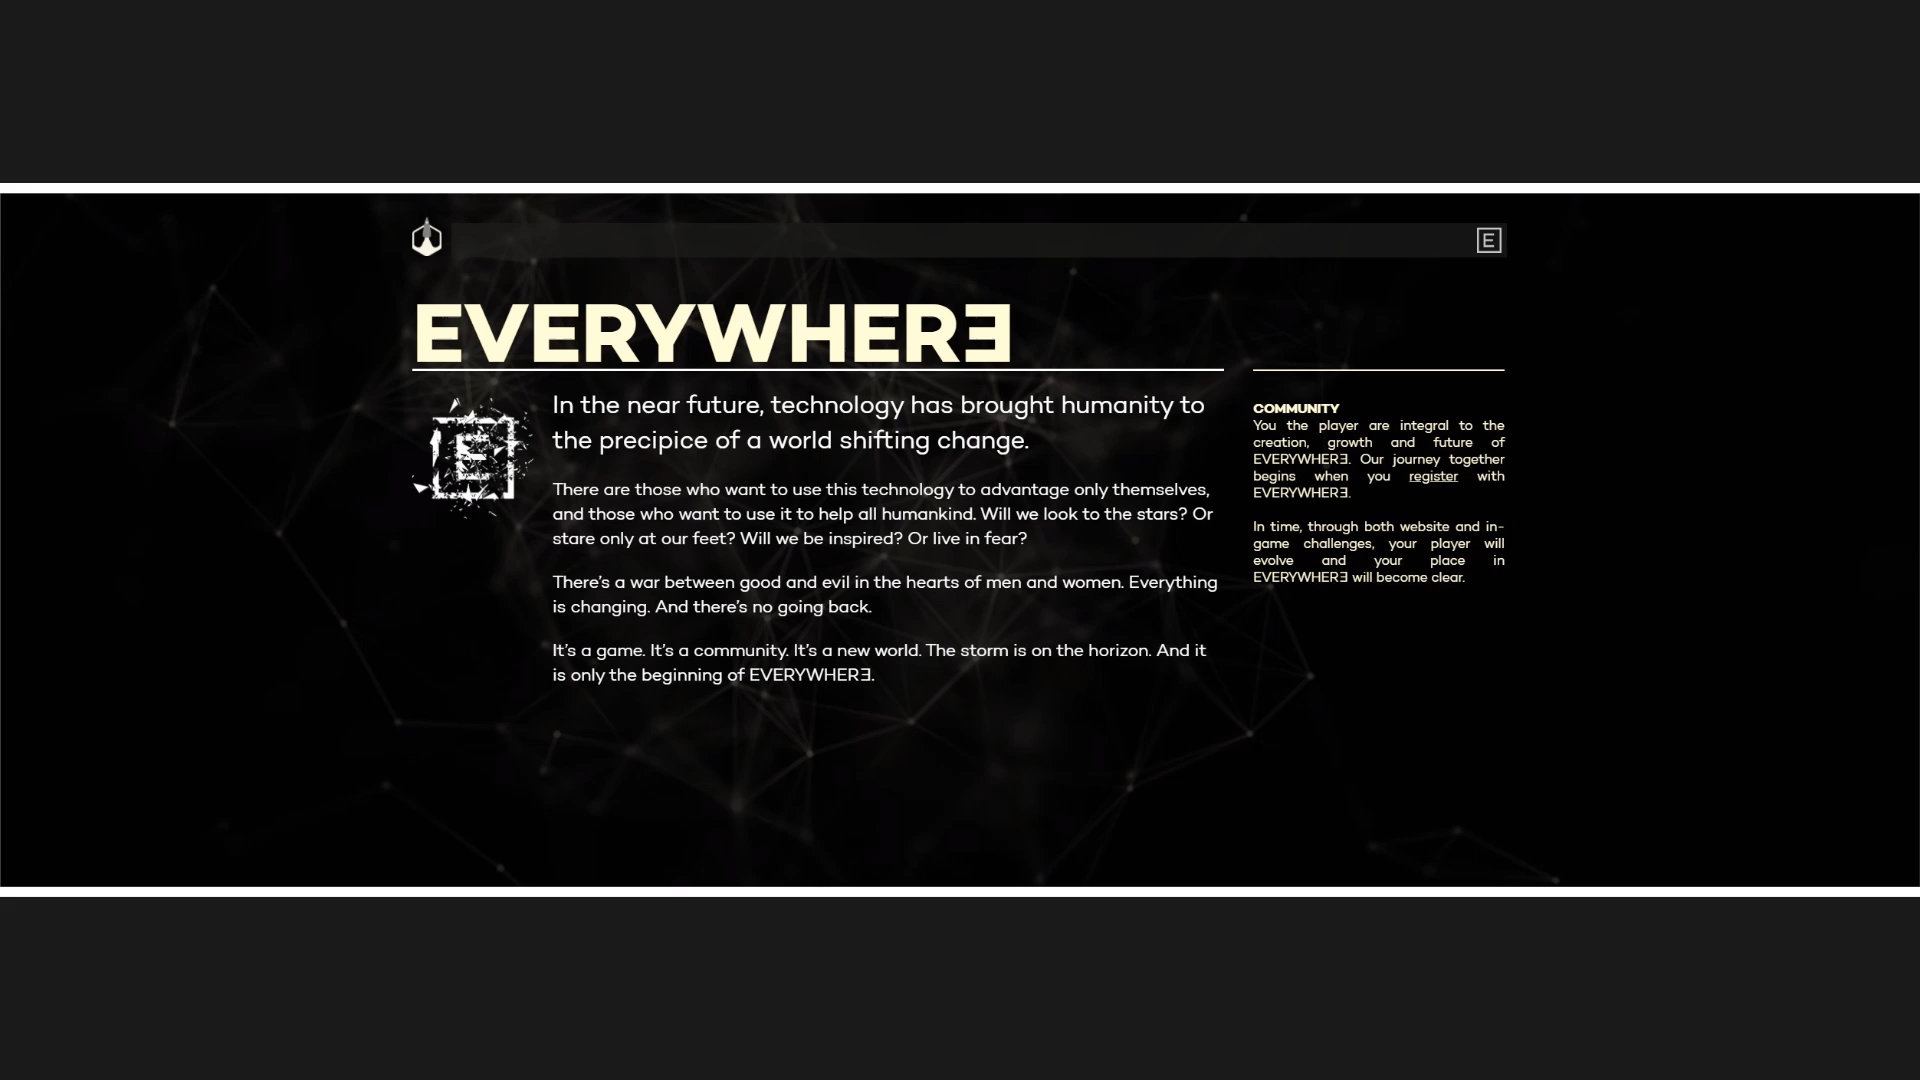 E
EVERYWHERƎ
E
In the near future, technology has brought humanity to
the precipice of a world shifting change.
There are those who want to use this technology to advantage only themselves,
and those who want to use it to help all humankind. Will we look to the stars? Or
stare only at our feet? Will we be inspired? Or live in fear?
There’s a war between good and evil in the hearts of men and women. Everything
is changing. And there’s no going back.
It’s a game. It’s a community. It’s a new world. The storm is on the horizon. And it
is only the beginning of EVERYWHERƎ.
COMMUNITY
You the player are integral to the
creation, growth and future of
EVERYWHERƎ. Our journey together
begins when you register with
EVERYWHERƎ.
In time, through both website and in-
game challenges, your player will
evolve and your place in
EVERYWHERƎ will become clear.